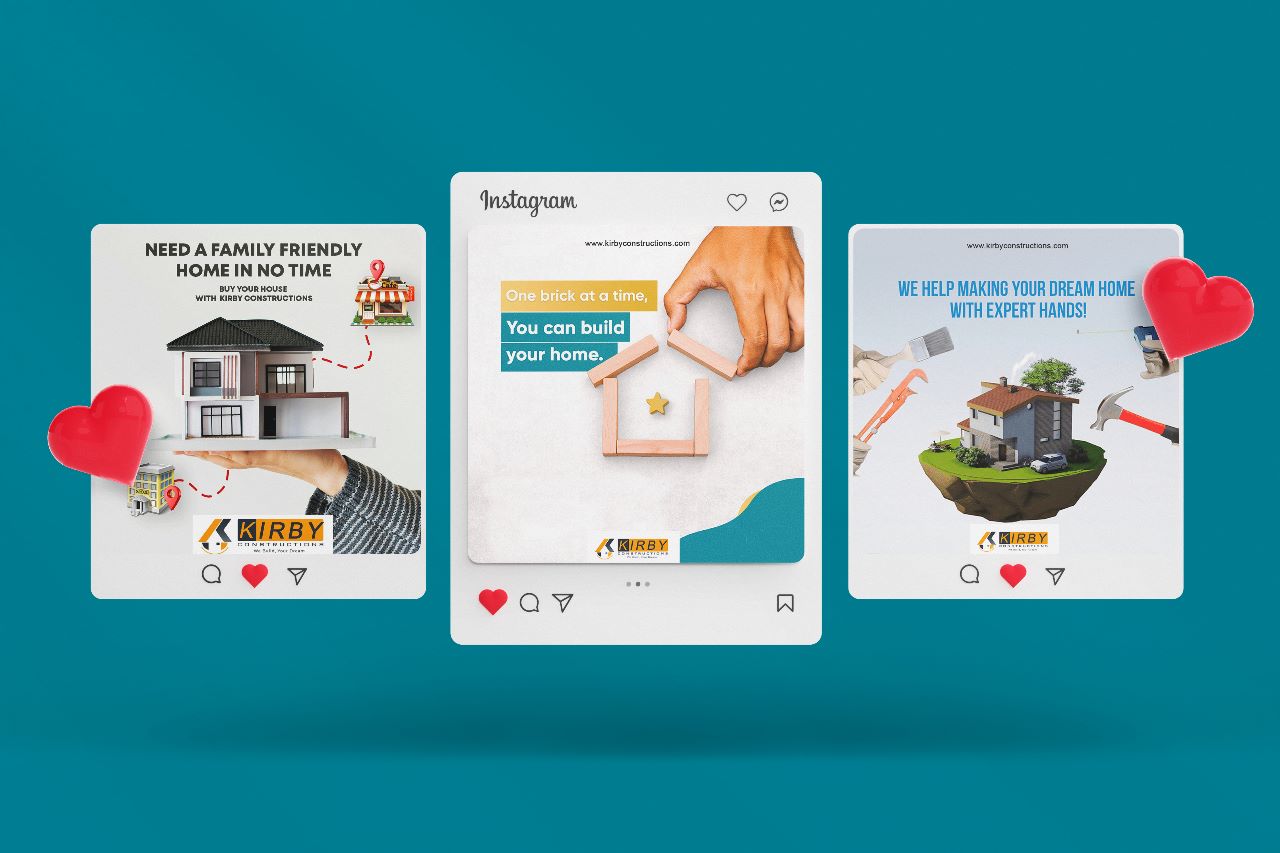 NEED A FAMILY FRIENDLY
HOME IN NO TIME
BUY YOUR HOUSE
WITH KIRBY CONSTRUCTIONS
KIRBY
CONSTRUCTIONS
We Build, Your Dream
Instagram
www.kirbyconstructions.com
One brick at a time,
You can build
your home.
KIRBY
CONSTRUCTIONS
www.kirbyconstructions.com
WE HELP MAKING YOUR DREAM HOME
WITH EXPERT HANDS!
KIRBY
CONSTRUCTIONS